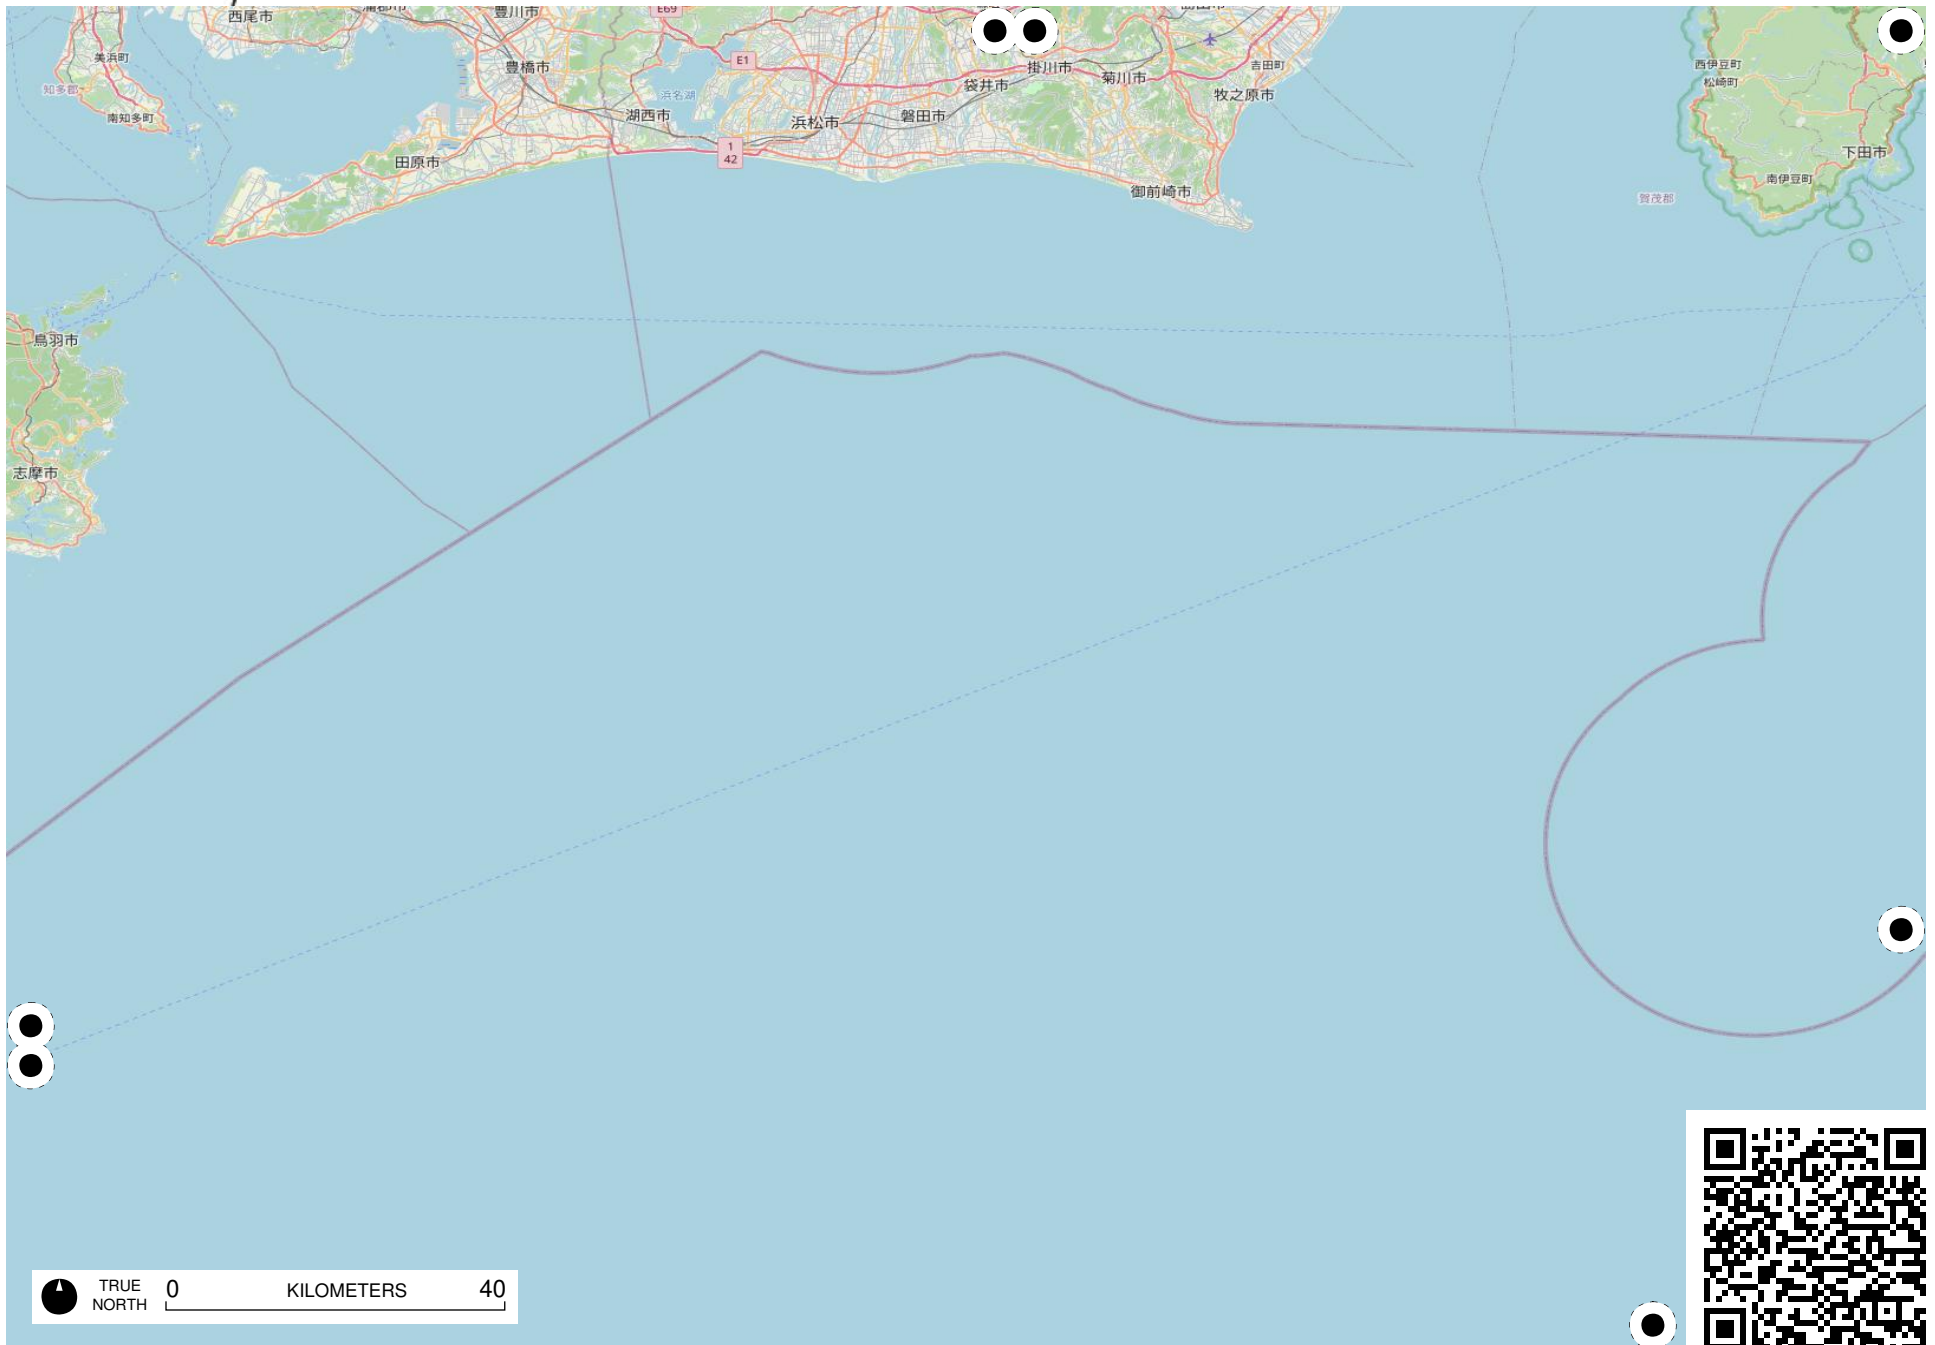 西尾市
豊川市
E69
美浜町
豊橋市
E1
掛川市
吉田町
西伊豆町
知多郡
浜名湖
袋井市
菊川市
松崎町
南知多町
湖西市
浜松市
磐田市
牧之原市
田原市
1
42
下田市
御前崎市
南伊豆町
賀茂郡
鳥羽市
志摩市
TRUE
NORTH
0 KILOMETERS 40